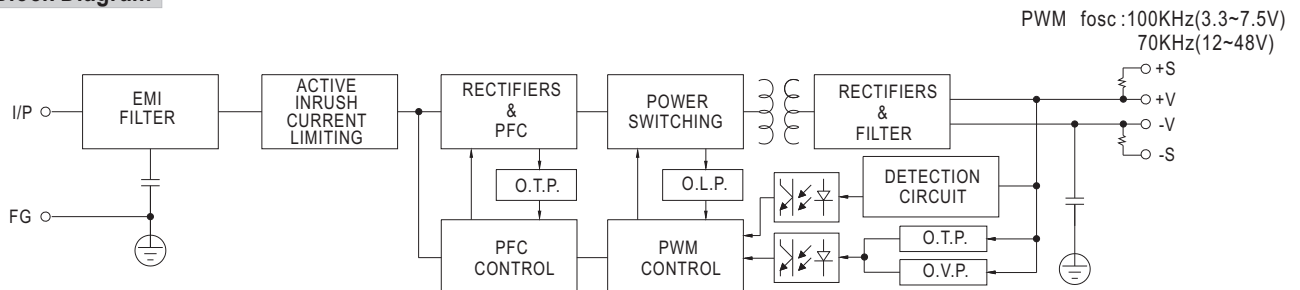 PWM fosc :100KHz(3.3~7.5V)
70KHz(12~48V)
I/P
EMI
FILTER
ACTIVE
INRUSH
CURRENT
LIMITING
RECTIFIERS
&
PFC
POWER
SWITCHING
RECTIFIERS
&
FILTER
+S
+V
-V
-S
O.T.P.
O.L.P.
DETECTION
CIRCUIT
FG
PFC
CONTROL
PWM
CONTROL
O.T.P.
O.V.P.